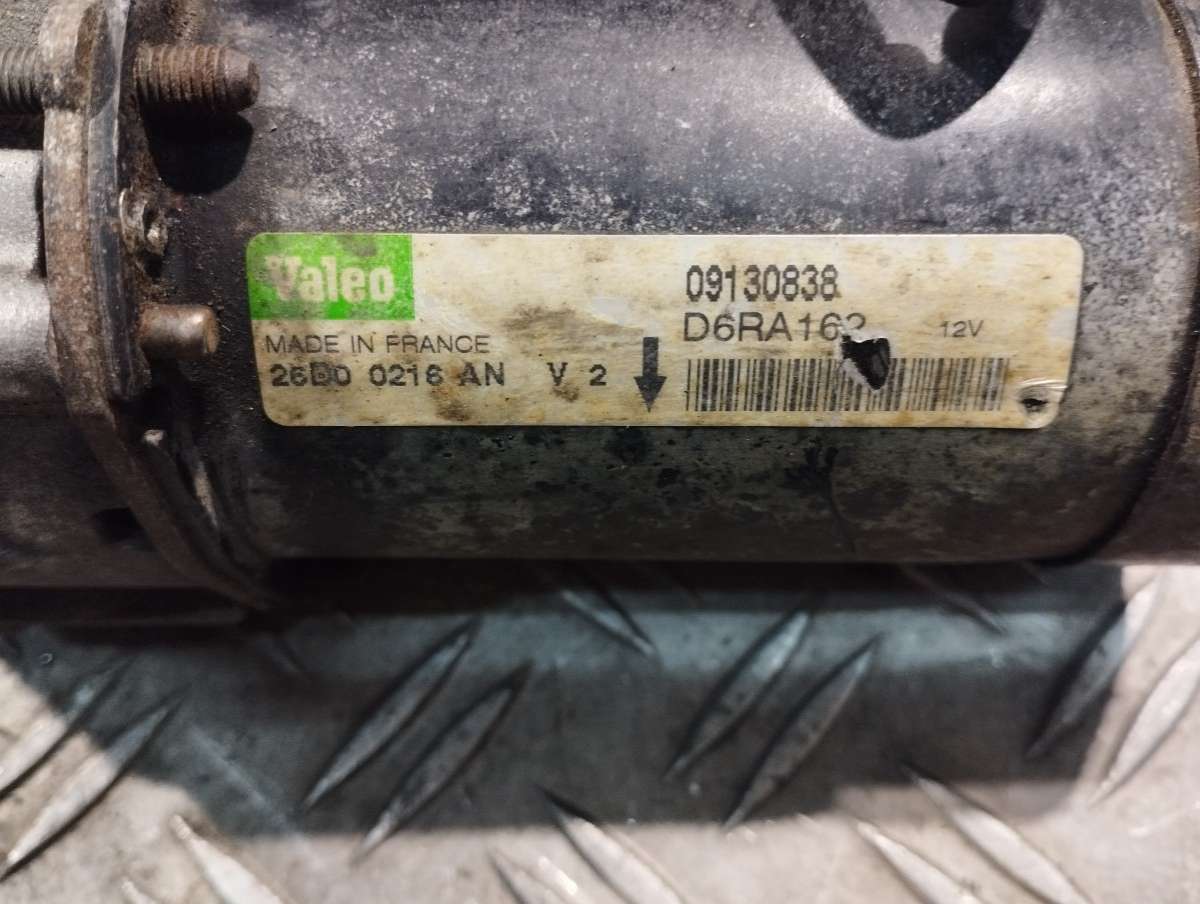 Valeo
09130838
D6RA162 12V
MADE IN FRANCE
26D0 0216 AN V 2